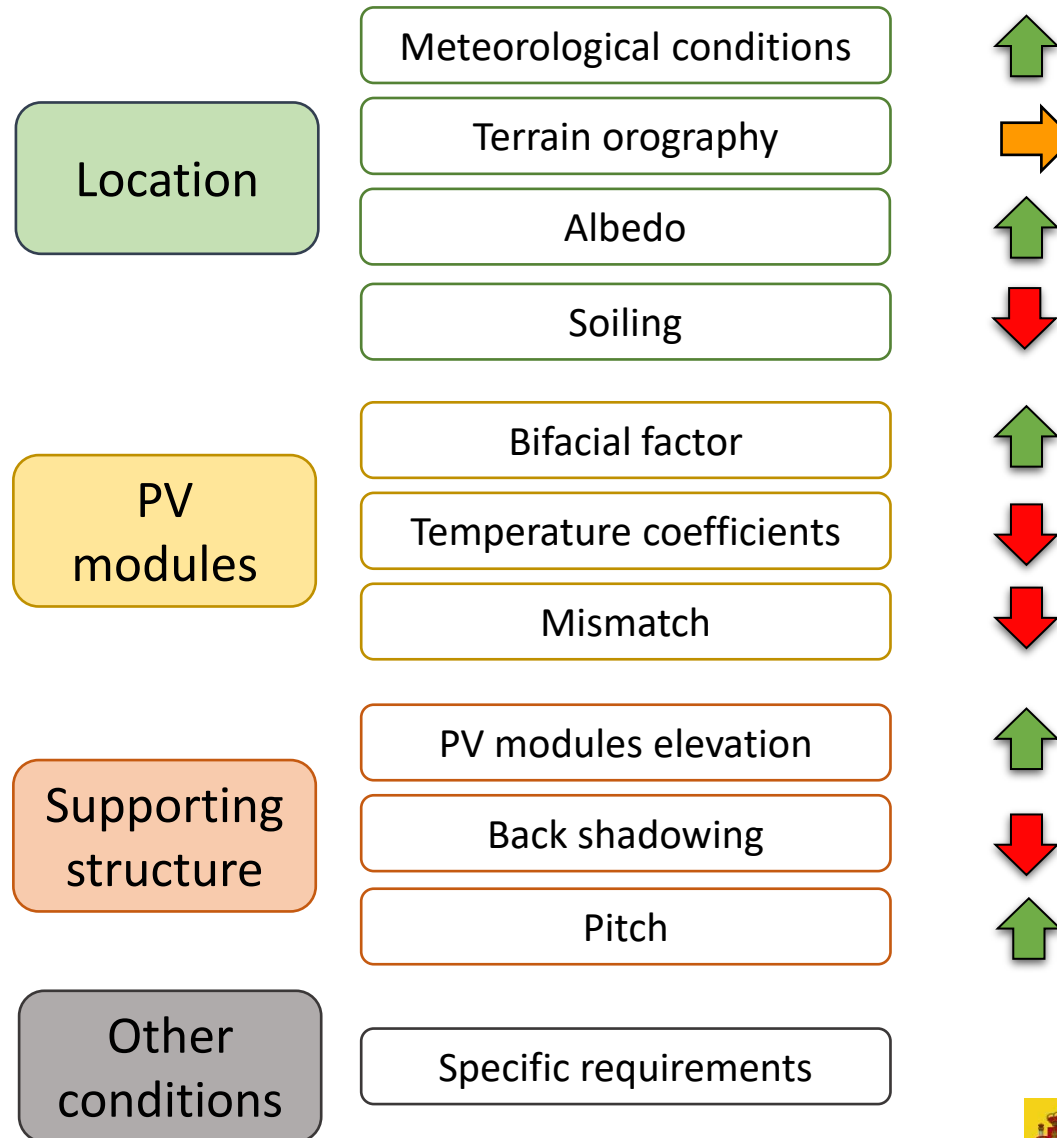 Meteorological conditions
Location
Terrain orography
Albedo
Soiling
PV
modules
Bifacial factor
Temperature coefficients
Mismatch
Supporting
structure
PV modules elevation
Back shadowing
Pitch
Other
conditions
Specific requirements